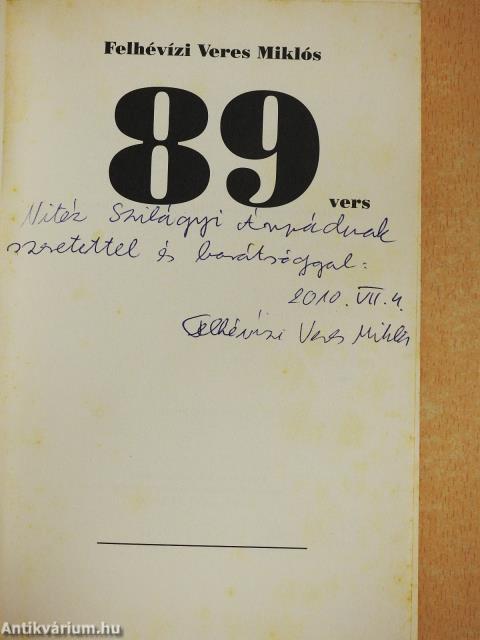 Felhévízi Veres Miklós
89
vers
Vitéz Szilágyi Árpádnak
szeretettel és barátsággal:
2010. VII. 4.
Felhévízi Veres Miklós
Antikvárium.hu